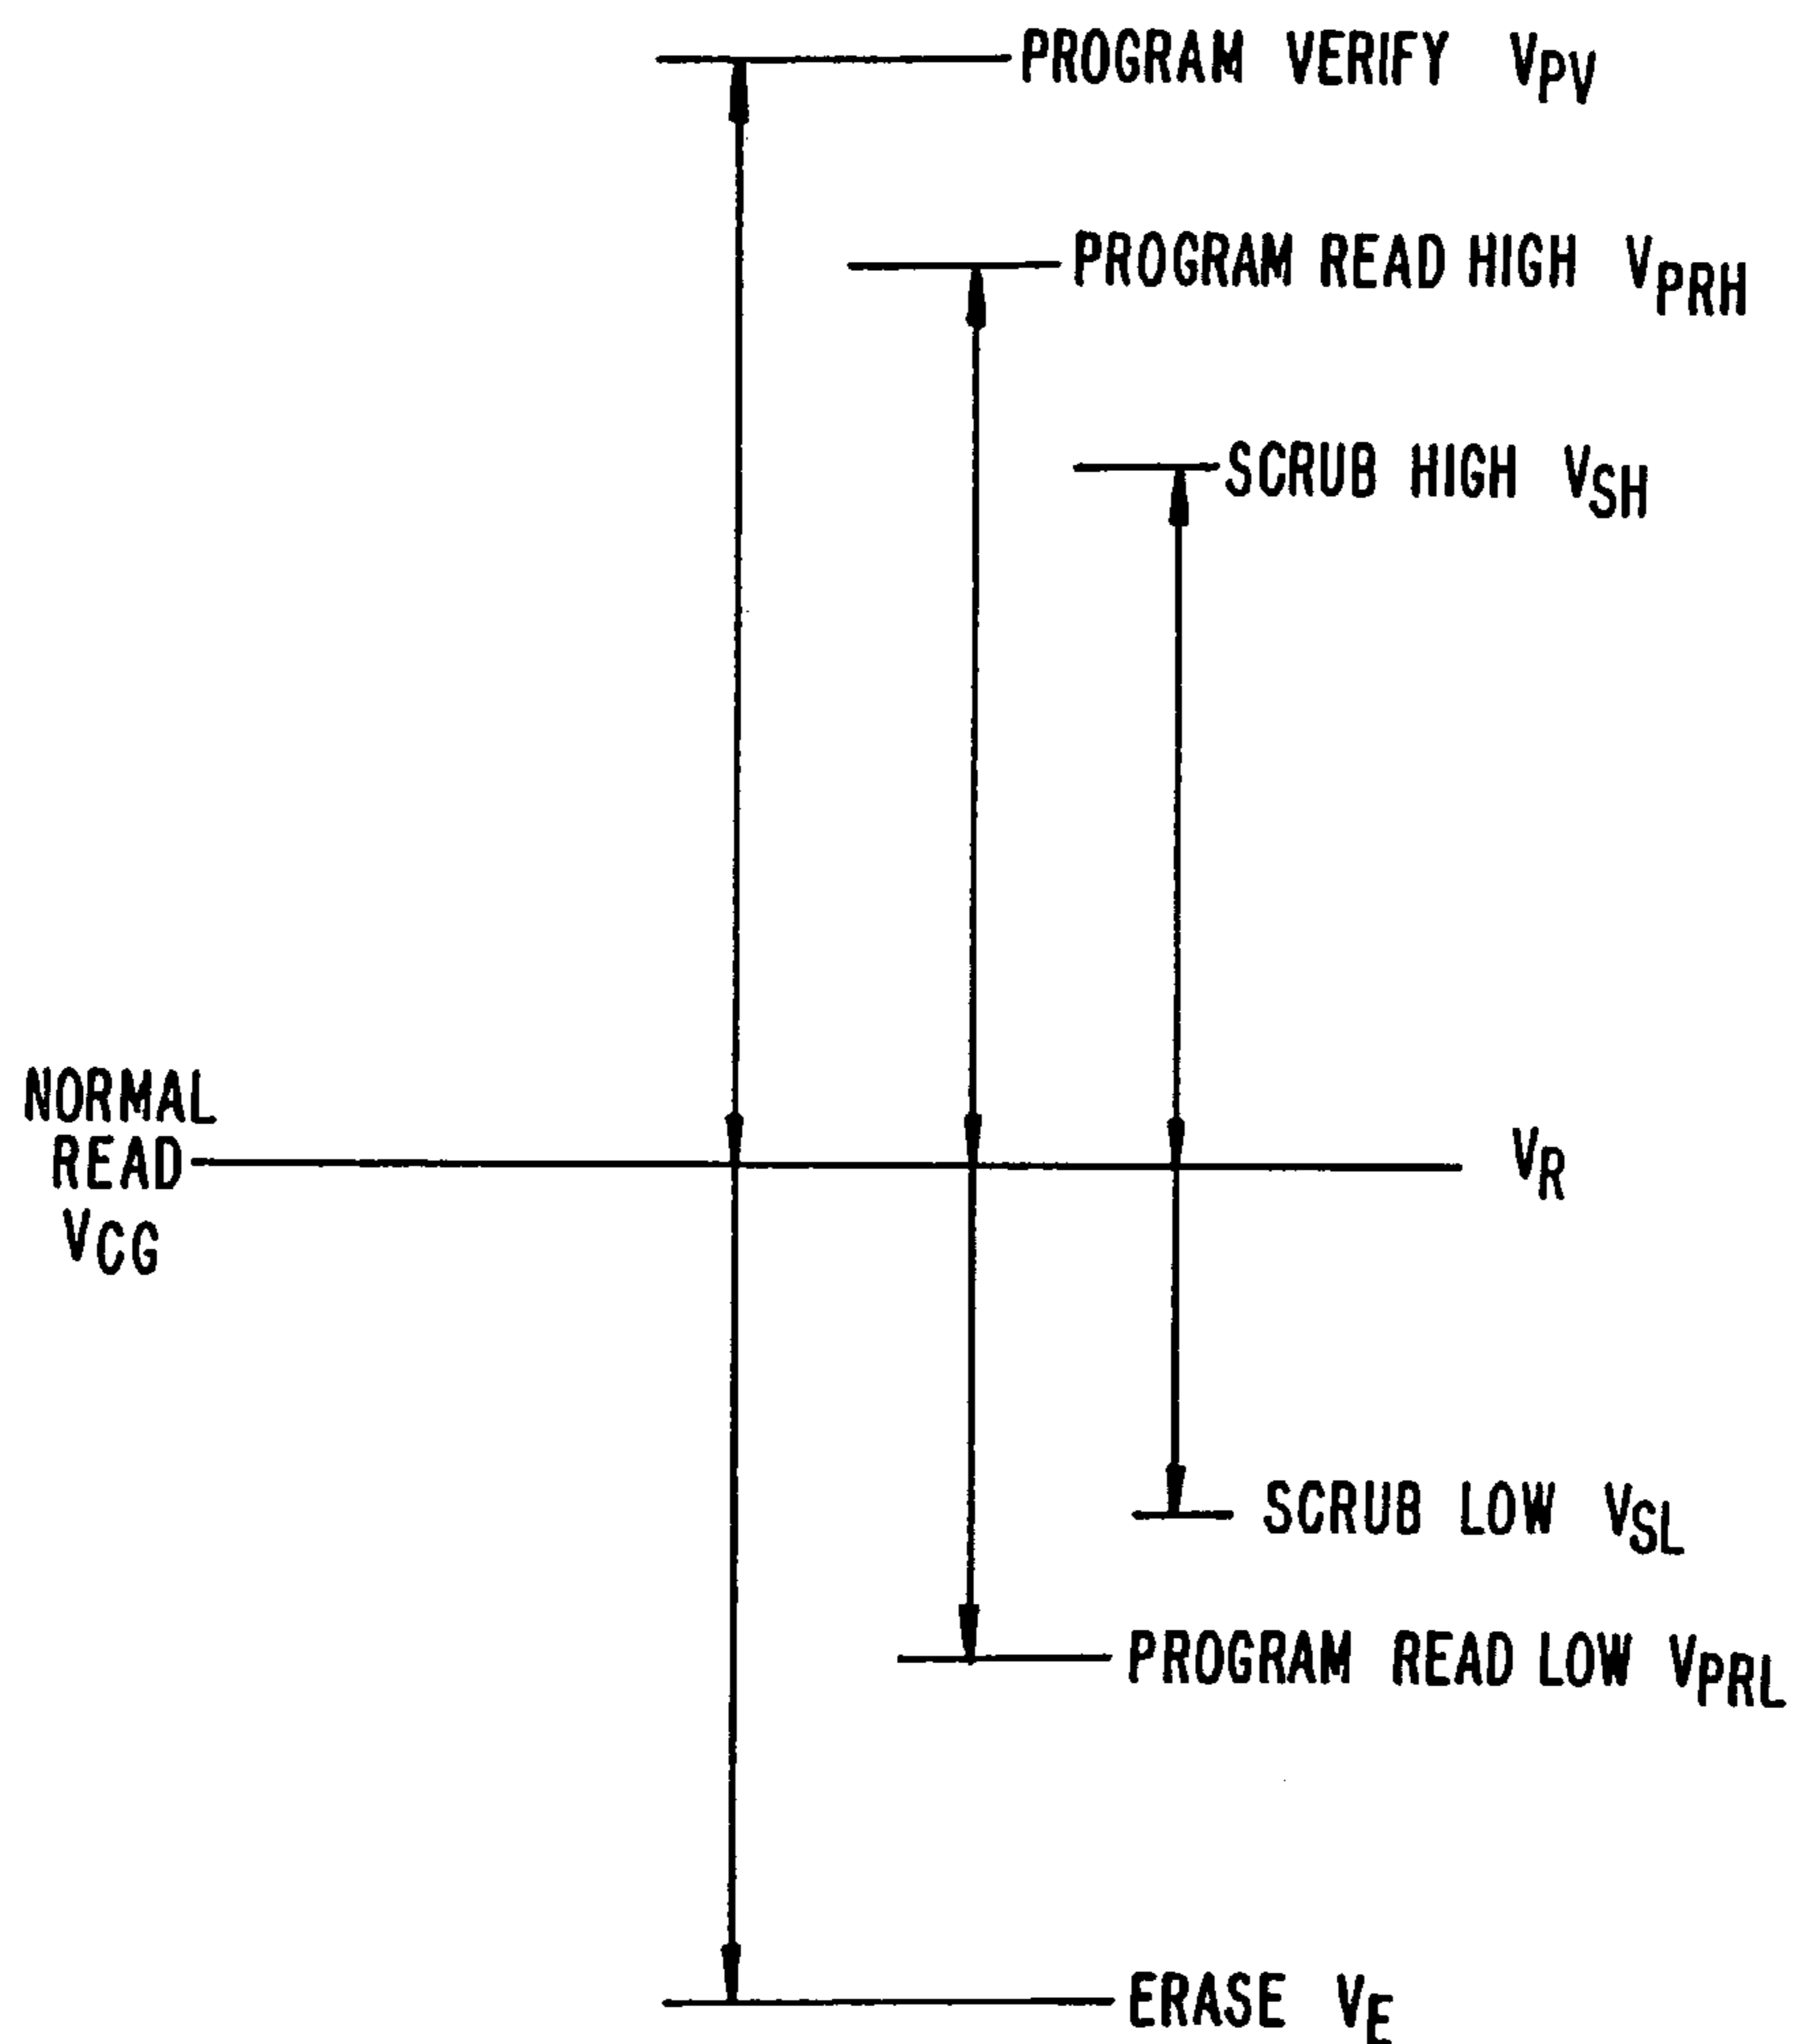 PROGRAM VERIFY VPV
PROGRAM READ HIGH VPRH
SCRUB HIGH VSH
NORMAL
READ
VCG
VR
SCRUB LOW VSL
PROGRAM READ LOW VPRL
ERASE VE